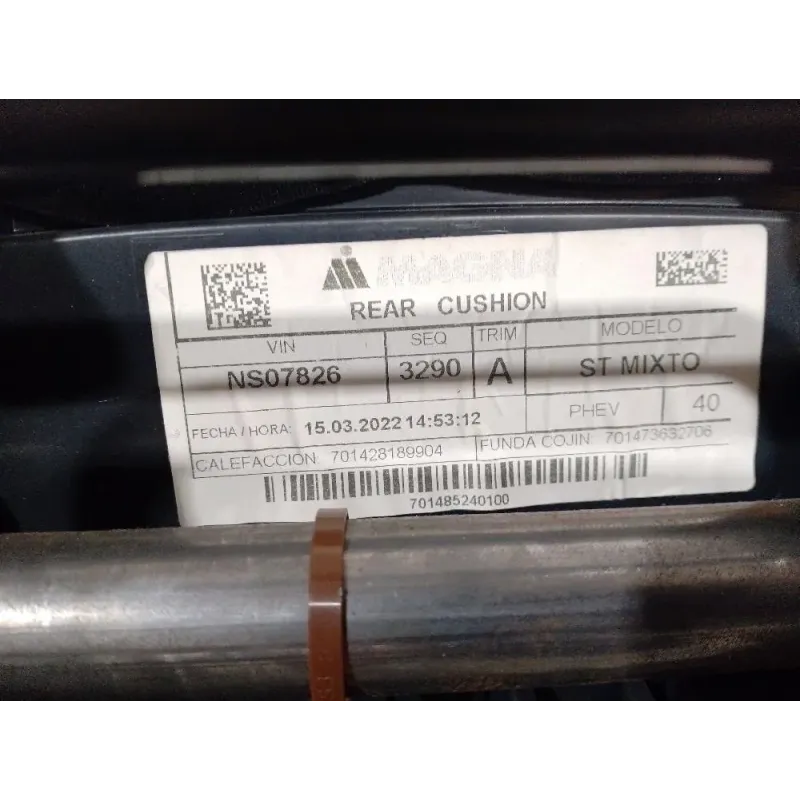 MAGNA
REAR CUSHION
VIN SEQ TRIM MODELO
NS07826 3290 A ST MIXTO
FECHA / HORA: 15.03.2022 14:53:12 PHEV 40
CALEFACCION: 701428189904 FUNDA COJIN: 701473632706
701485240100